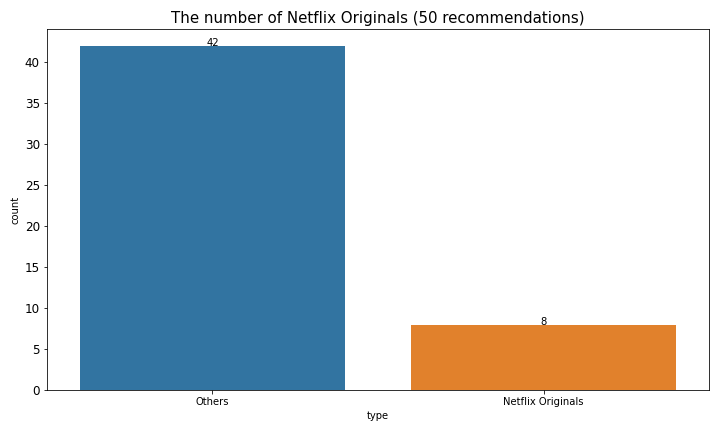 The number of Netflix Originals (50 recommendations)
42
40
35
30
25
20
15
10
8
5
0
count
Others
Netflix Originals
type